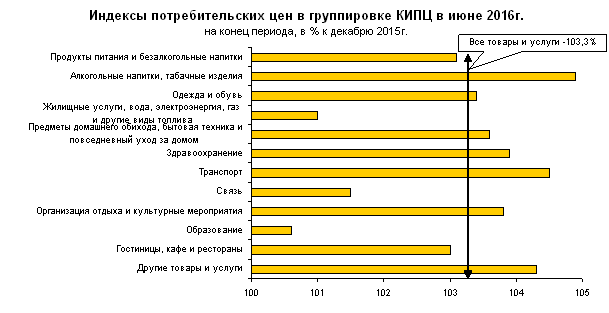 Индексы потребительских цен в группировке КИПЦ в июне 2016г.
на конец периода, в % к декабрю 2015г.
Все товары и услуги -103,3%
Продукты питания и безалкогольные напитки
Алкогольные напитки, табачные изделия
Одежда и обувь
Жилищные услуги, вода, электроэнергия, газ
и другие виды топлива
Предметы домашнего обихода, бытовая техника и
повседневный уход за домом
Здравоохранение
Транспорт
Связь
Организация отдыха и культурные мероприятия
Образование
Гостиницы, кафе и рестораны
Другие товары и услуги
100 101 102 103 104 105